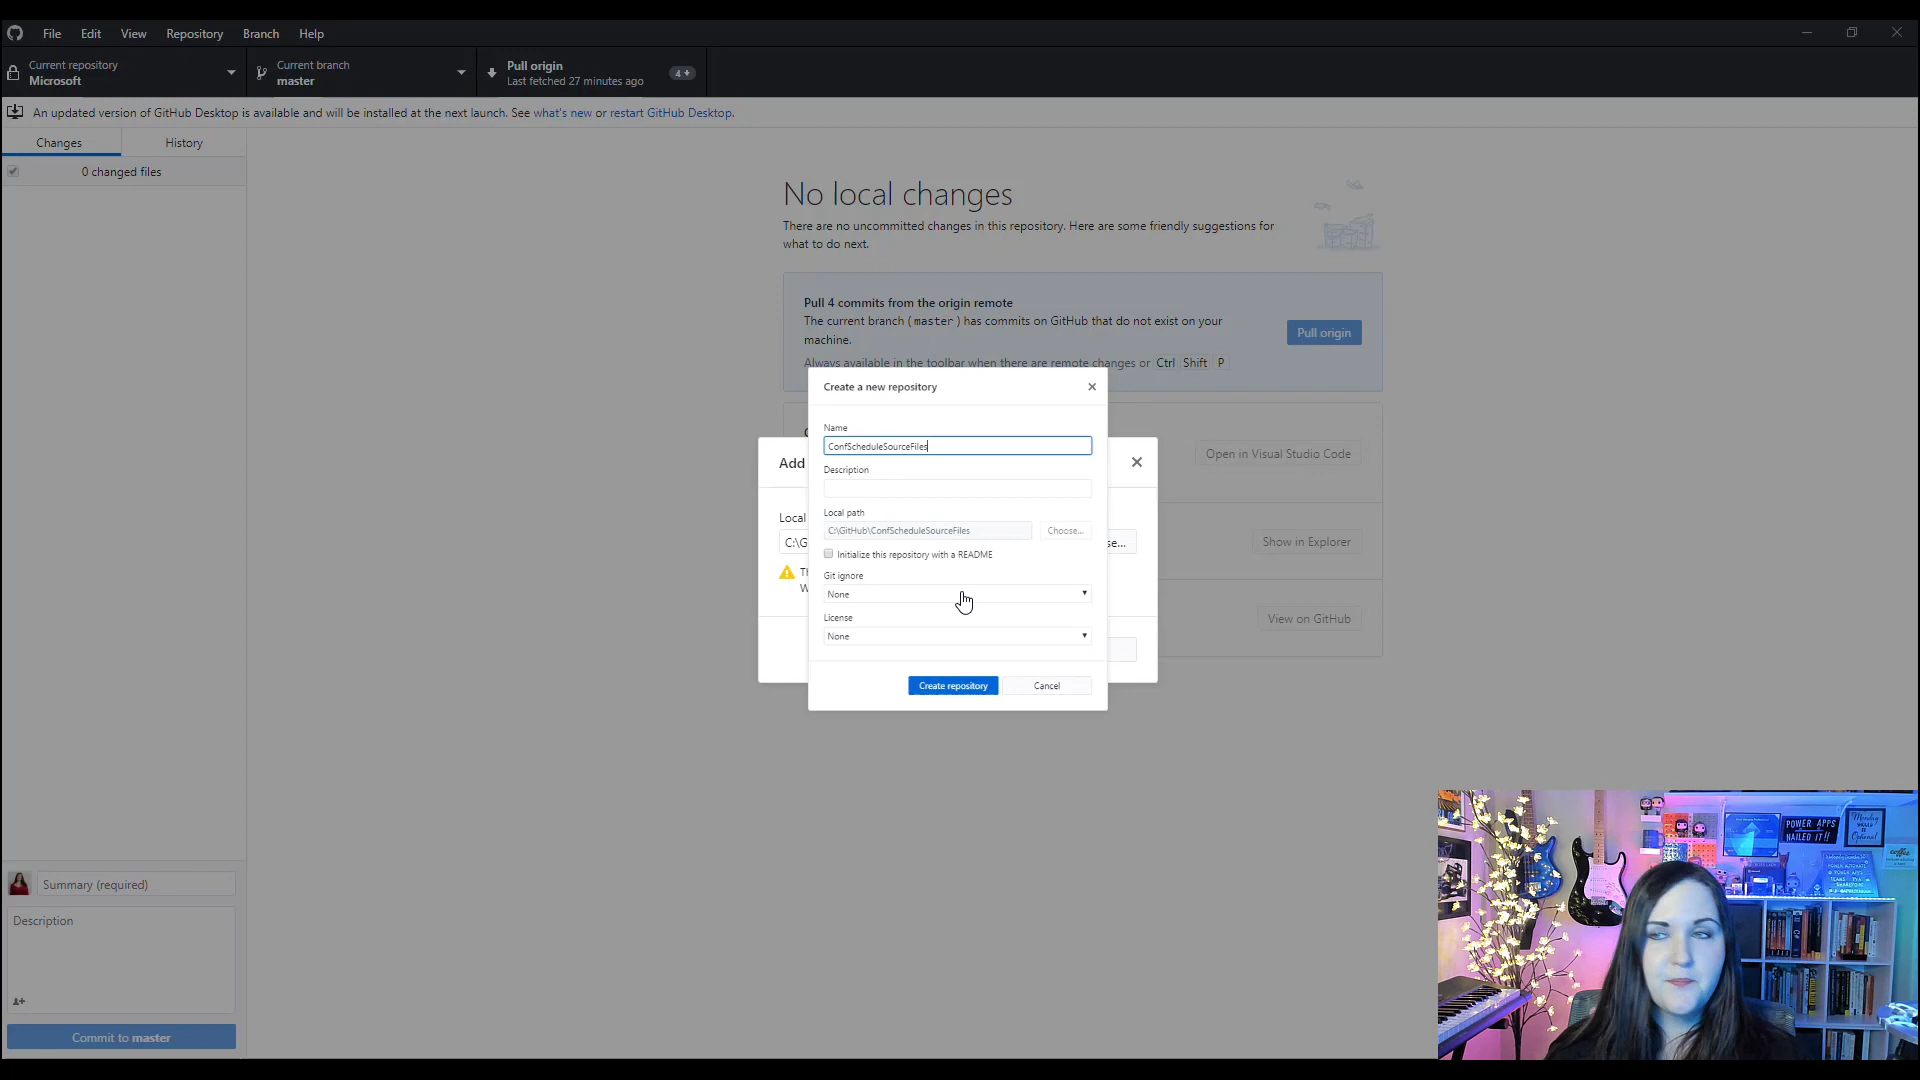 File Edit View Repository Branch Help
Current repository
Microsoft
Current branch
master
Pull origin
Last fetched 27 minutes ago
4
An updated version of GitHub Desktop is available and will be installed at the next launch. See what's new or restart GitHub Desktop.
Changes
History
0 changed files
No local changes
There are no uncommitted changes in this repository. Here are some friendly suggestions for
what to do next.
Pull 4 commits from the origin remote
The current branch (master) has commits on GitHub that do not exist on your
machine.
Always available in the toolbar when there are remote changes or Ctrl Shift P
Pull origin
Open in Visual Studio Code
Show in Explorer
View on GitHub
Add
Local
C:\G
se...
Create a new repository
Name
ConfScheduleSourceFiles
Description
Local path
C:\GitHub\ConfScheduleSourceFiles
Choose...
Initialize this repository with a README
Git ignore
None
License
None
Create repository
Cancel
Summary (required)
Description
Commit to master
POWER APPS
NAILED IT!!
Monday
Optional
coffee